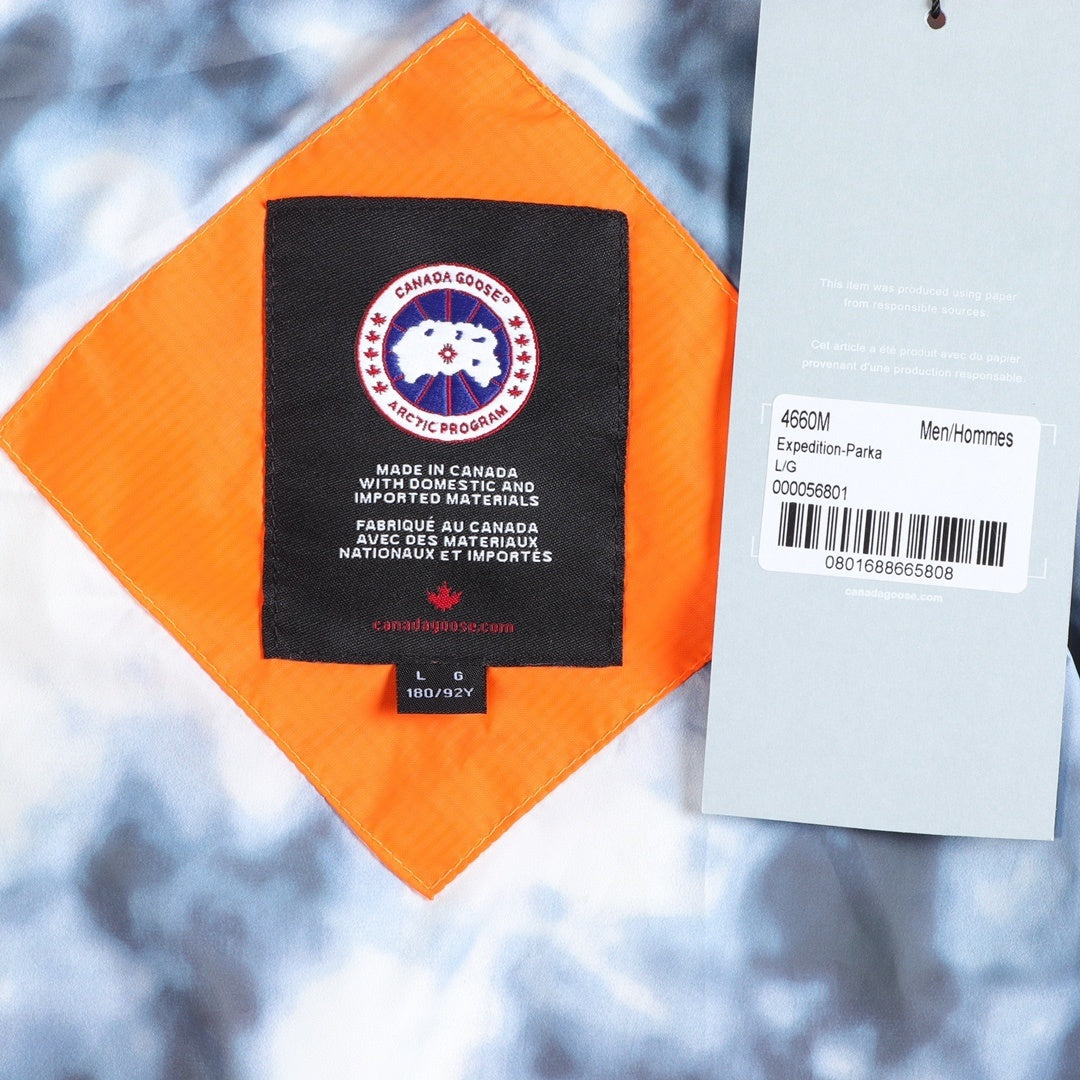 CANADA GOOSE®
ARCTIC PROGRAM
MADE IN CANADA
WITH DOMESTIC AND
IMPORTED MATERIALS
FABRIQUÉ AU CANADA
AVEC DES MATERIAUX
NATIONAUX ET IMPORTÉS
canadagoose.com
L G
180/92Y
This item was produced using paper
from responsible sources.
Cet article a été produit avec du papier
provenant d'une production responsable.
4660M Men/Hommes
Expedition-Parka
L/G
000056801
0801688665808
canadagoose.com